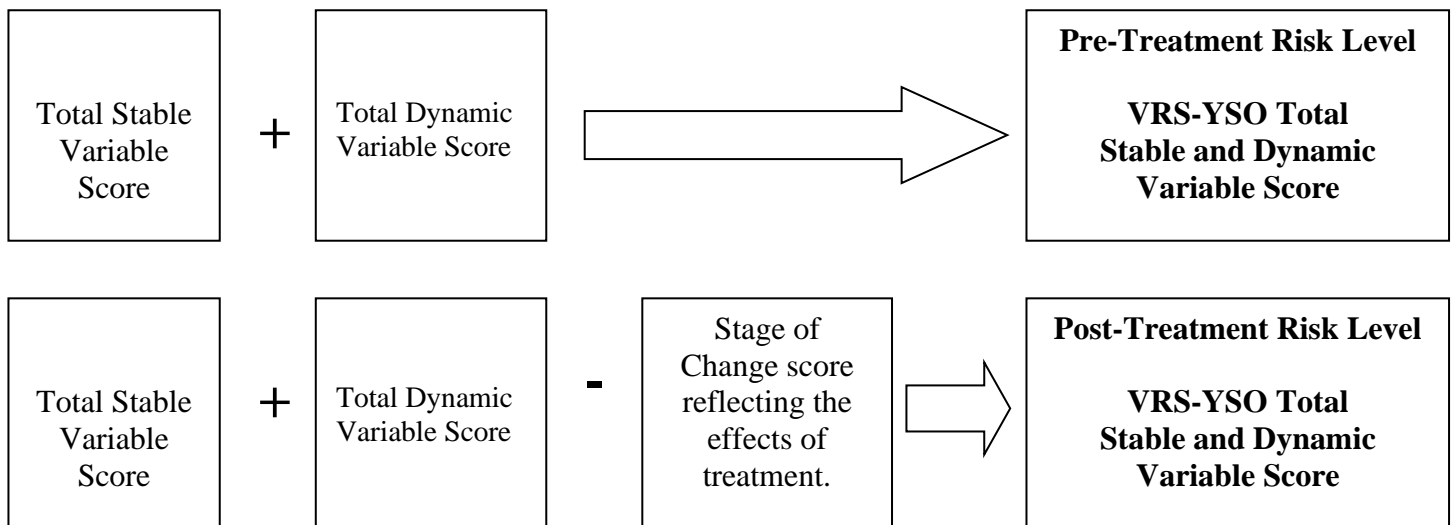 Total Stable
Variable
Score
+
Total Dynamic
Variable Score
Pre-Treatment Risk Level
VRS-YSO Total
Stable and Dynamic
Variable Score
Total Stable
Variable
Score
+
Total Dynamic
Variable Score
-
Stage of
Change score
reflecting the
effects of
treatment.
Post-Treatment Risk Level
VRS-YSO Total
Stable and Dynamic
Variable Score